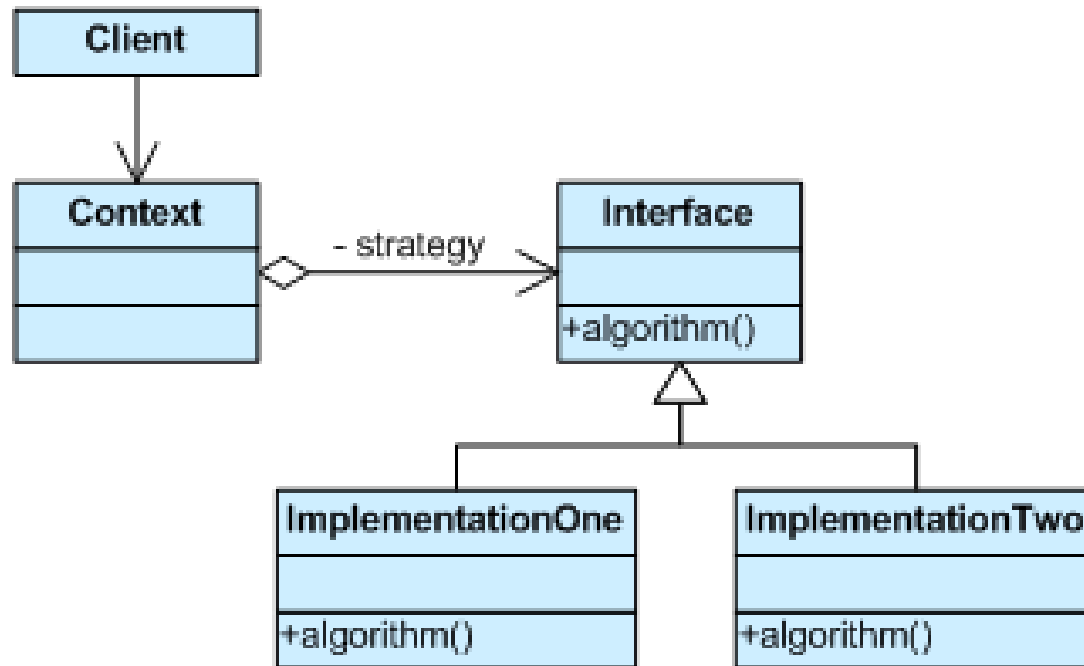 Client
Context
Interface
- strategy
+algorithm()
ImplementationOne
ImplementationTwo
+algorithm()
+algorithm()